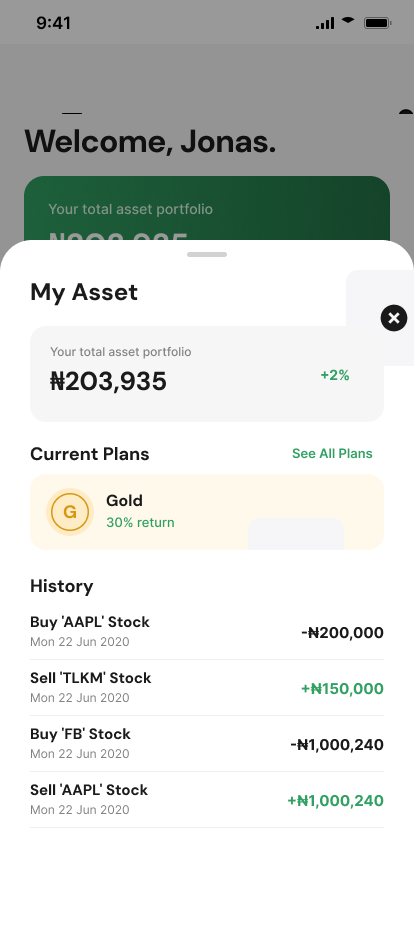 9:41
Welcome, Jonas.
Your total asset portfolio
₦203,935
My Asset
Your total asset portfolio
₦203,935
+2%
Current Plans
See All Plans
G
Gold
30% return
History
Buy 'AAPL' Stock
Mon 22 Jun 2020
-₦200,000
Sell 'TLKM' Stock
Mon 22 Jun 2020
+₦150,000
Buy 'FB' Stock
Mon 22 Jun 2020
-₦1,000,240
Sell 'AAPL' Stock
Mon 22 Jun 2020
+₦1,000,240